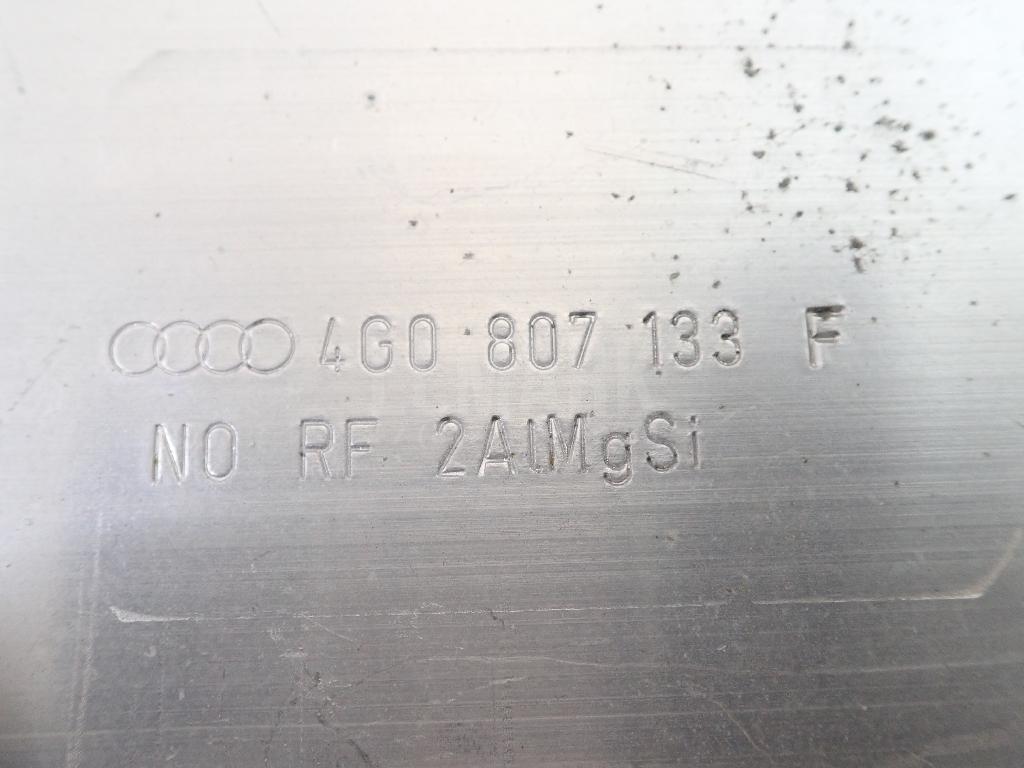 4G0 807 133 F
NO RF 2AlMgSi